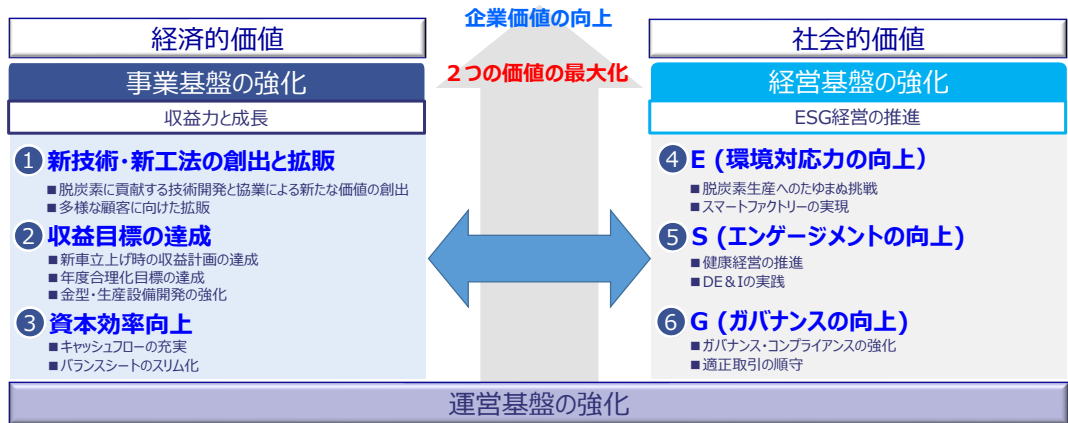 企業価値の向上
2つの価値の最大化
経済的価値
事業基盤の強化
収益力と成長
1 新技術・新工法の創出と拡販
■脱炭素に貢献する技術開発と協業による新たな価値の創出
■多様な顧客に向けた拡販
2 収益目標の達成
■新車立上げ時の収益計画の達成
■年度合理化目標の達成
■金型・生産設備開発の強化
3 資本効率向上
■キャッシュフローの充実
■バランスシートのスリム化
社会的価値
経営基盤の強化
ESG経営の推進
4 E (環境対応力の向上）
■脱炭素生産へのたゆまぬ挑戦
■スマートファクトリーの実現
5 S (エンゲージメントの向上)
■健康経営の推進
■DE&Iの実践
6 G (ガバナンスの向上)
■ガバナンス・コンプライアンスの強化
■適正取引の順守
運営基盤の強化